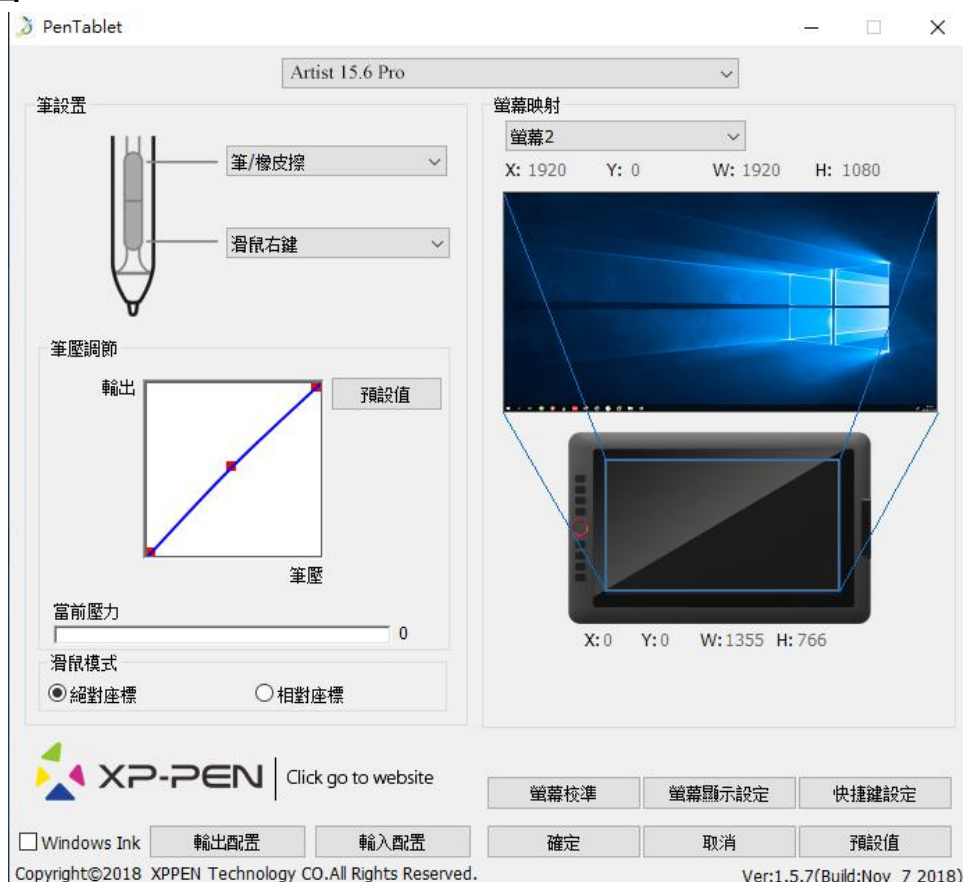 PenTablet
Artist 15.6 Pro
筆設置
筆/橡皮擦
滑鼠右鍵
筆壓調節
輸出
預設值
筆壓
當前壓力
0
滑鼠模式
絕對座標
相對座標
螢幕映射
螢幕2
X: 1920 Y: 0 W: 1920 H: 1080
X: 0 Y: 0 W: 1355 H: 766
XP-PEN Click go to website
螢幕校準 螢幕顯示設定 快捷鍵設定
Windows Ink 輸出配置 輸入配置 確定 取消 預設值
Copyright©2018 XPPEN Technology CO.All Rights Reserved. Ver:1.5.7(Build:Nov 7 2018)